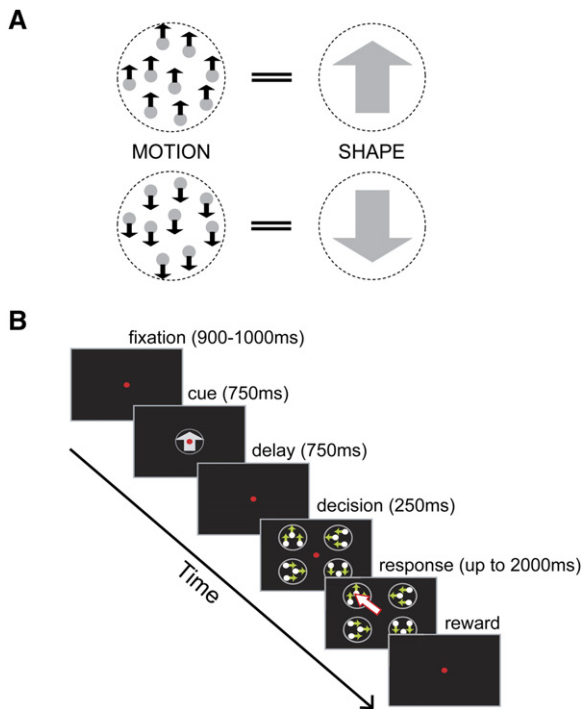 A
MOTION SHAPE
B
fixation (900-1000ms)
cue (750ms)
delay (750ms)
decision (250ms)
response (up to 2000ms)
reward
Time